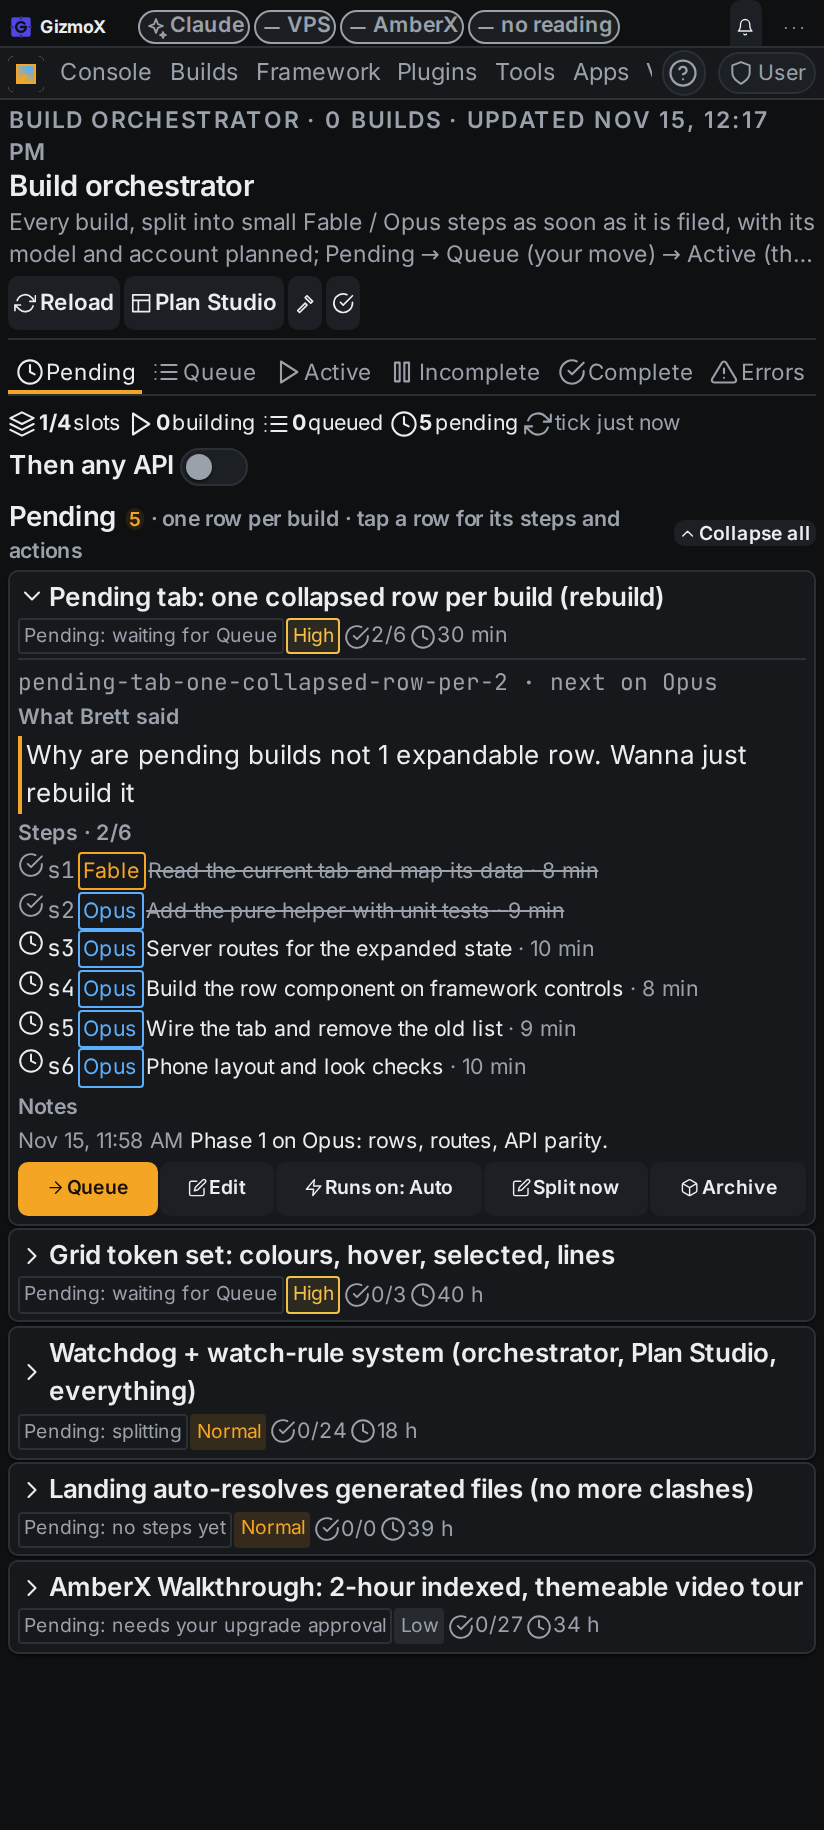 GizmoX Claude — VPS — AmberX — no reading ...
Console Builds Framework Plugins Tools Apps User
BUILD ORCHESTRATOR · 0 BUILDS · UPDATED NOV 15, 12:17
PM
Build orchestrator
Every build, split into small Fable / Opus steps as soon as it is filed, with its
model and account planned; Pending → Queue (your move) → Active (th...
Reload Plan Studio
Pending Queue Active Incomplete Complete Errors
1/4 slots 0 building 0 queued 5 pending tick just now
Then any API
Pending 5 · one row per build · tap a row for its steps and
actions
Collapse all
Pending tab: one collapsed row per build (rebuild)
Pending: waiting for Queue High 2/6 30 min
pending-tab-one-collapsed-row-per-2 · next on Opus
What Brett said
Why are pending builds not 1 expandable row. Wanna just
rebuild it
Steps · 2/6
s1 Fable Read the current tab and map its data · 8 min
s2 Opus Add the pure helper with unit tests · 9 min
s3 Opus Server routes for the expanded state · 10 min
s4 Opus Build the row component on framework controls · 8 min
s5 Opus Wire the tab and remove the old list · 9 min
s6 Opus Phone layout and look checks · 10 min
Notes
Nov 15, 11:58 AM Phase 1 on Opus: rows, routes, API parity.
→ Queue Edit Runs on: Auto Split now Archive
Grid token set: colours, hover, selected, lines
Pending: waiting for Queue High 0/3 40 h
Watchdog + watch-rule system (orchestrator, Plan Studio,
everything)
Pending: splitting Normal 0/24 18 h
Landing auto-resolves generated files (no more clashes)
Pending: no steps yet Normal 0/0 39 h
AmberX Walkthrough: 2-hour indexed, themeable video tour
Pending: needs your upgrade approval Low 0/27 34 h